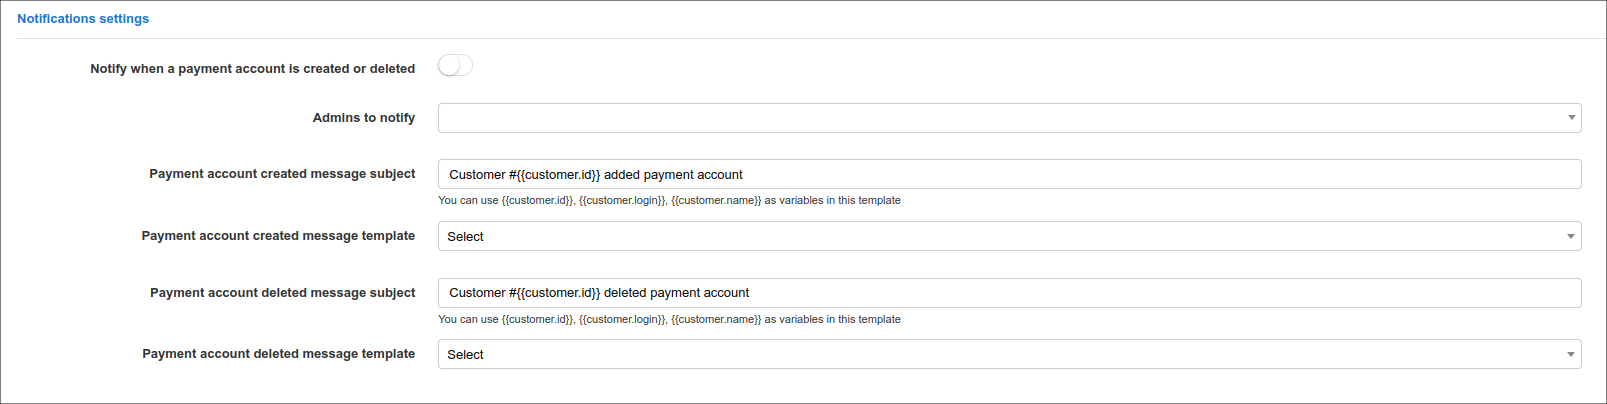 Notifications settings
Notify when a payment account is created or deleted
Admins to notify
Payment account created message subject
Customer #{{customer.id}} added payment account
You can use {{customer.id}}, {{customer.login}}, {{customer.name}} as variables in this template
Payment account created message template
Select
Payment account deleted message subject
Customer #{{customer.id}} deleted payment account
You can use {{customer.id}}, {{customer.login}}, {{customer.name}} as variables in this template
Payment account deleted message template
Select